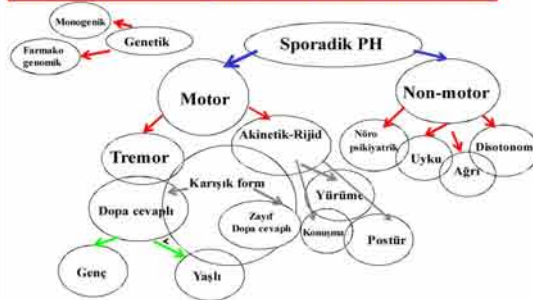 Monogenik
Genetik
Farmako
genomik
Sporadik PH
Motor
Non-motor
Tremor
Akinetik-Rijid
Nöro
psikiyatrik
Uyku
Ağrı
Disotonom
Karışık form
Dopa cevaplı
Zayıf
Dopa cevaplı
Yürüme
Konuşma
Postür
Genç
Yaşlı